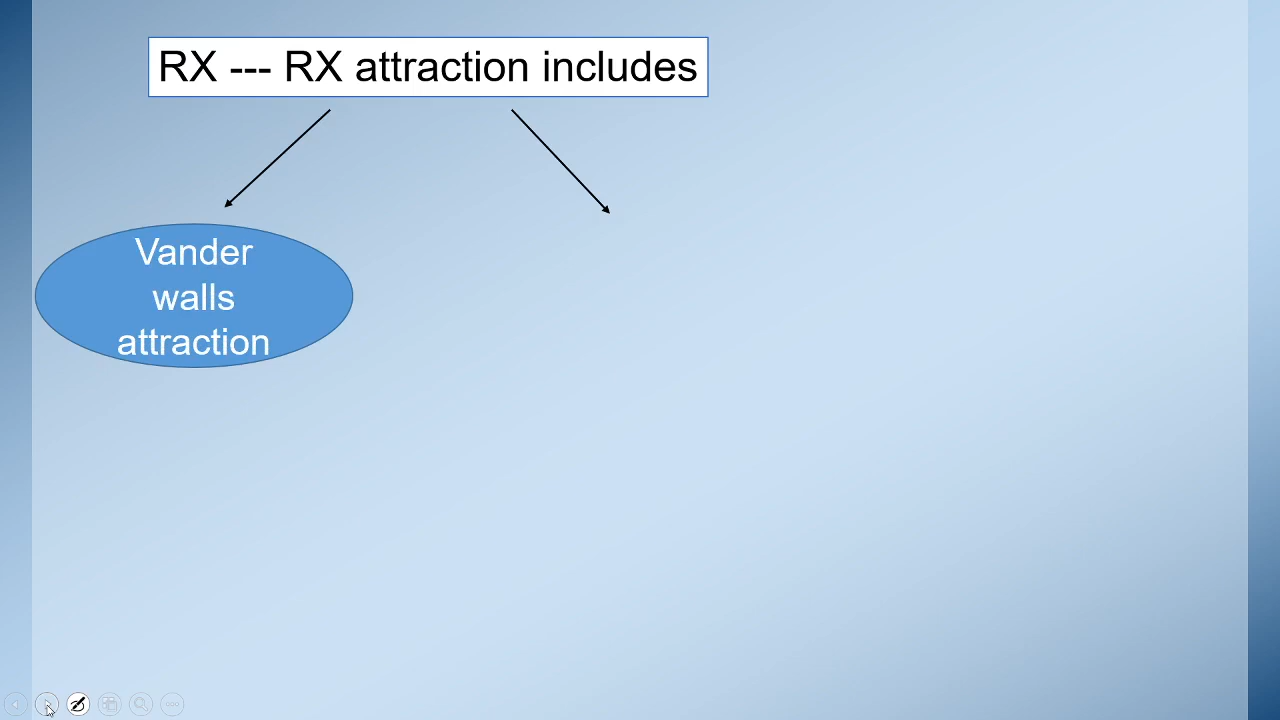 RX --- RX attraction includes
Vander
walls
attraction